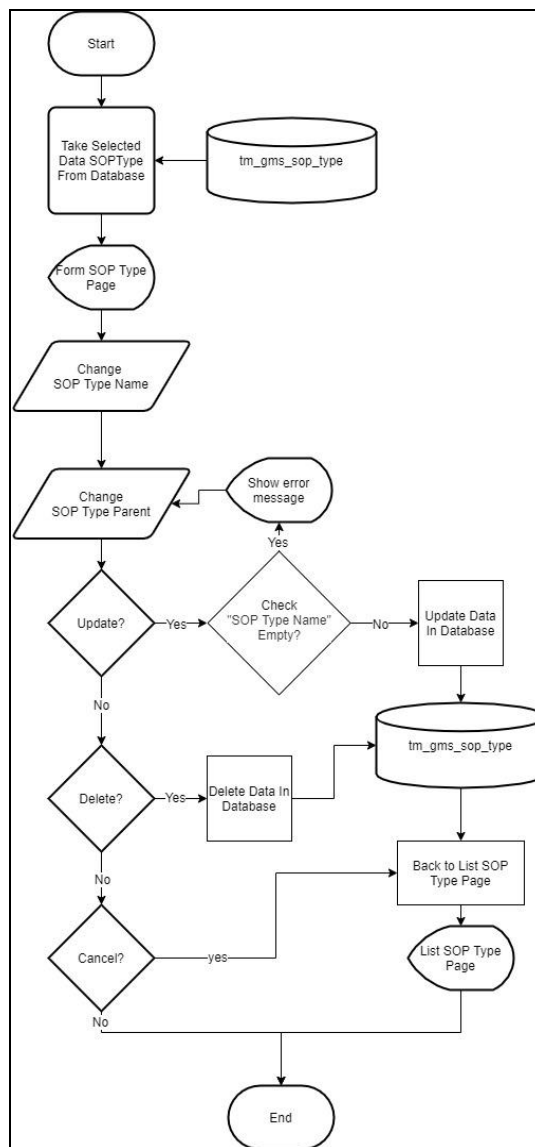 Start
Take Selected
Data SOPType
From Database
tm_gms_sop_type
Form SOP Type
Page
Change
SOP Type Name
Change
SOP Type Parent
Show error
message
Yes
Update?
Yes
Check
"SOP Type Name"
Empty?
No
Update Data
In Database
No
tm_gms_sop_type
Delete?
Yes
Delete Data In
Database
No
Back to List SOP
Type Page
Cancel?
yes
List SOP Type
Page
No
End